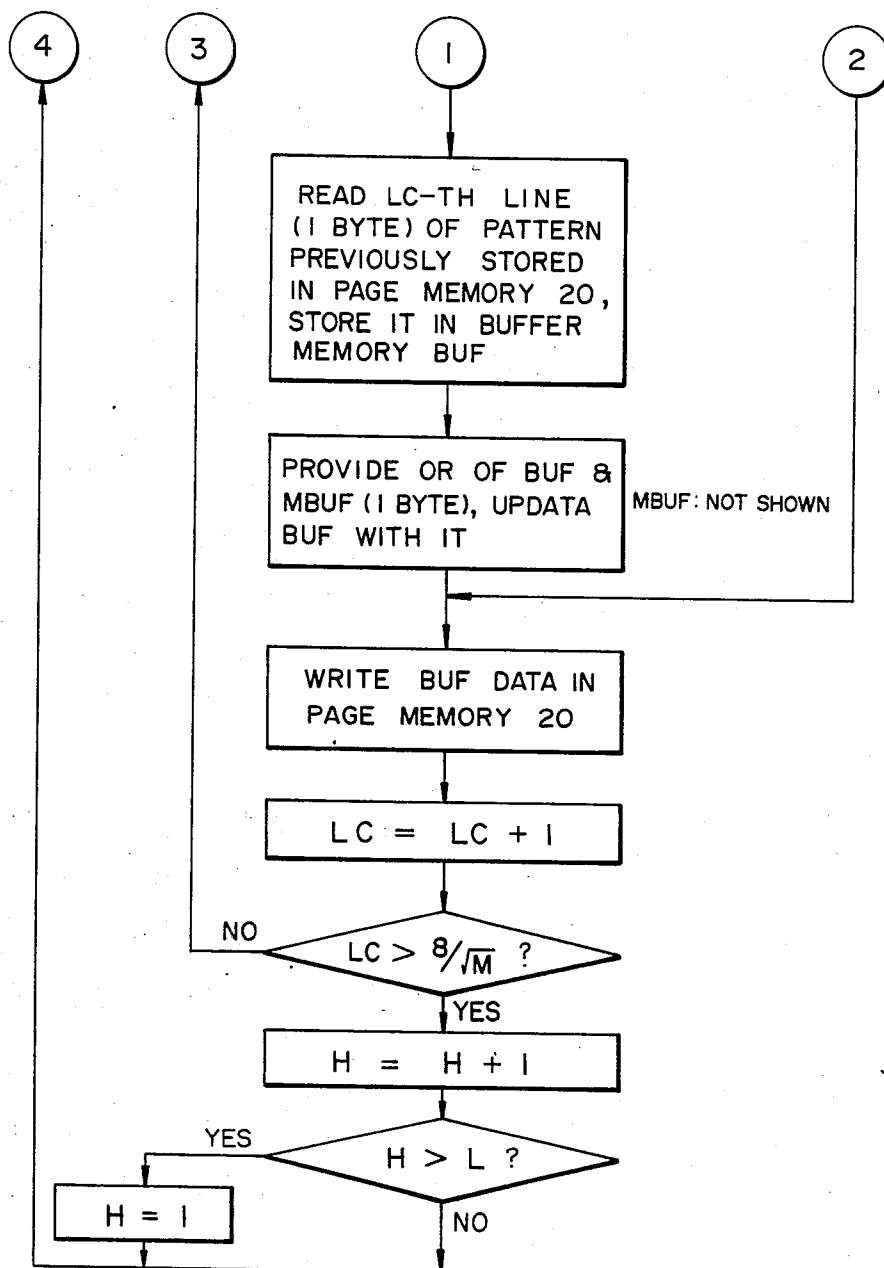 4
3
1
2
READ LC-TH LINE
(1 BYTE) OF PATTERN
PREVIOUSLY STORED
IN PAGE MEMORY 20,
STORE IT IN BUFFER
MEMORY BUF
PROVIDE OR OF BUF &
MBUF (1 BYTE), UPDATA
BUF WITH IT
MBUF: NOT SHOWN
WRITE BUF DATA IN
PAGE MEMORY 20
LC = LC + 1
NO
LC > 8/√M ?
YES
H = H + 1
YES
H > L ?
H = 1
NO